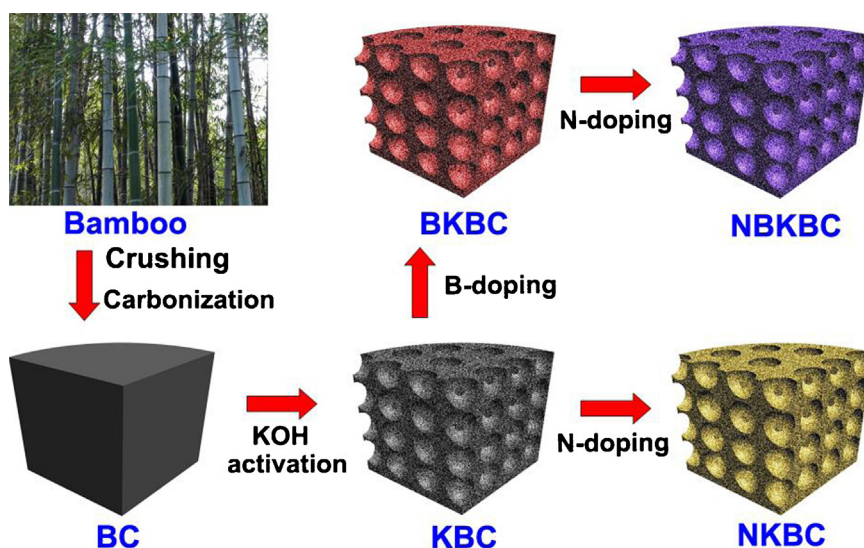 Bamboo
BKBC
N-doping
NBKBC
Crushing
Carbonization
B-doping
KOH
activation
N-doping
BC
KBC
NKBC